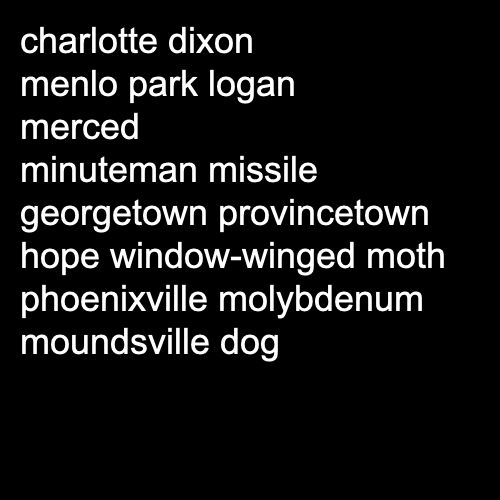 charlotte dixon
menlo park logan
merced
minuteman missile
georgetown provincetown
hope window-winged moth
phoenixville molybdenum
moundsville dog